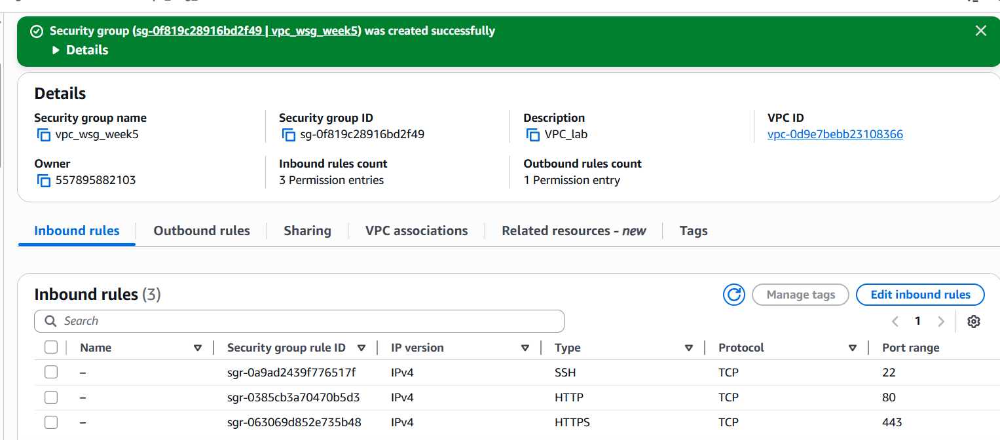 Security group (sg-0f819c28916bd2f49 | vpc_wsg_week5) was created successfully
Details
Details
Security group name
vpc_wsg_week5
Security group ID
sg-0f819c28916bd2f49
Description
VPC_lab
VPC ID
vpc-0d9e7bebb23108366
Owner
557895882103
Inbound rules count
3 Permission entries
Outbound rules count
1 Permission entry
Inbound rules Outbound rules Sharing VPC associations Related resources - new Tags
Inbound rules (3)
Manage tags Edit inbound rules
Search
1
Name Security group rule ID IP version Type Protocol Port range
– sgr-0a9ad2439f776517f IPv4 SSH TCP 22
– sgr-0385cb3a70470b5d3 IPv4 HTTP TCP 80
– sgr-063069d852e735b48 IPv4 HTTPS TCP 443